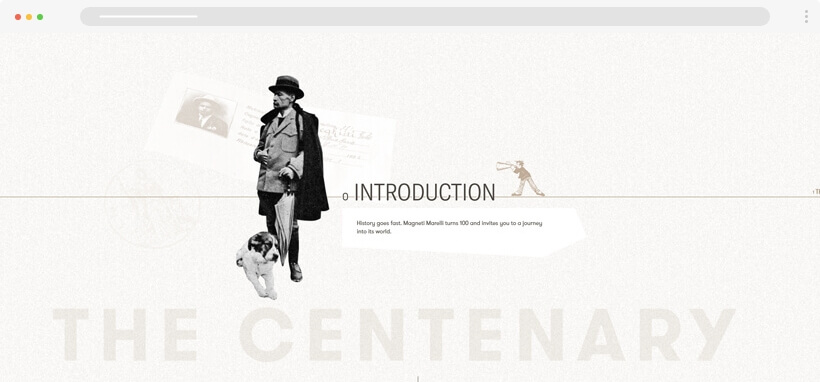 0 INTRODUCTION
History goes fast. Magneti Marelli turns 100 and invites you to a journey
into its world.
THE CENTENARY